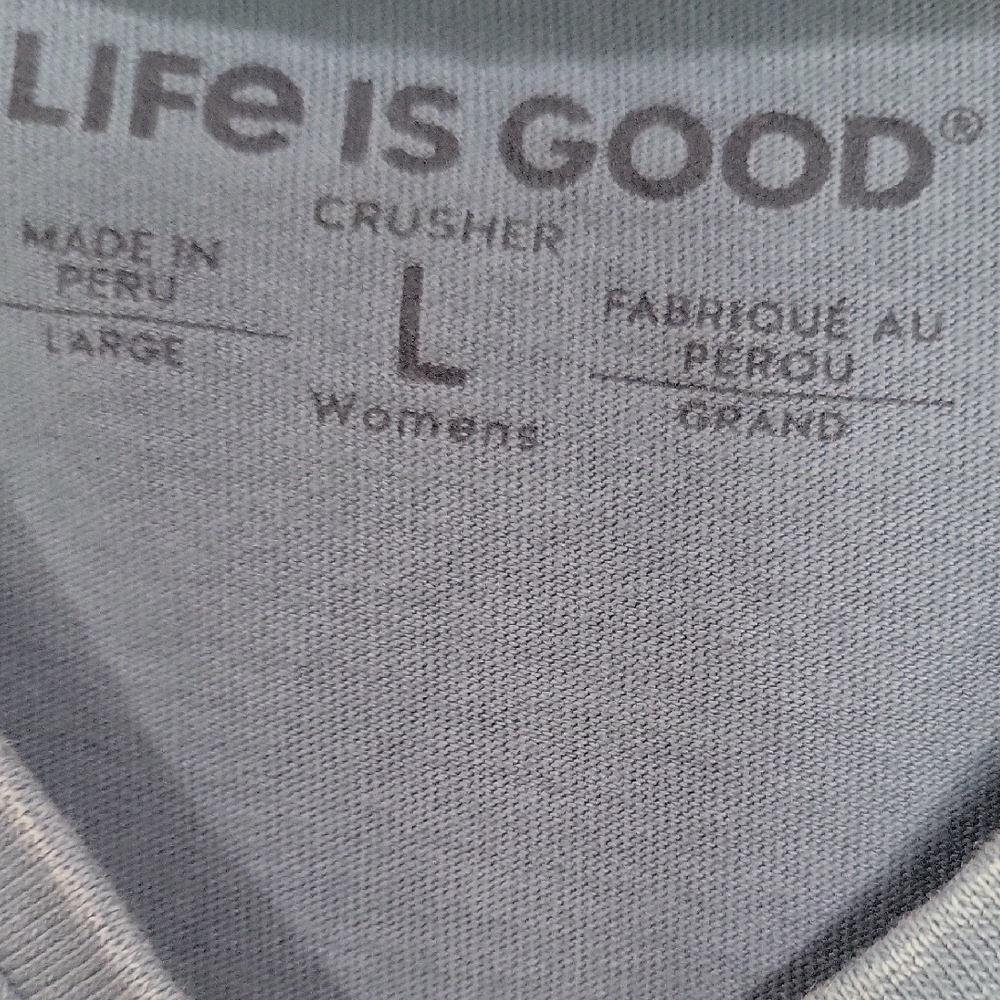 LIFe IS GOOD®
CRUSHER
MADE IN
PERU
LARGE
L
Womens
FABRIQUÉ AU
PÉROU
GRAND